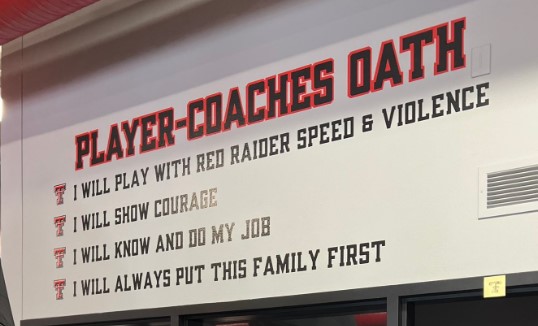 PLAYER-COACHES OATH
I WILL PLAY WITH RED RAIDER SPEED & VIOLENCE
I WILL SHOW COURAGE
I WILL KNOW AND DO MY JOB
I WILL ALWAYS PUT THIS FAMILY FIRST